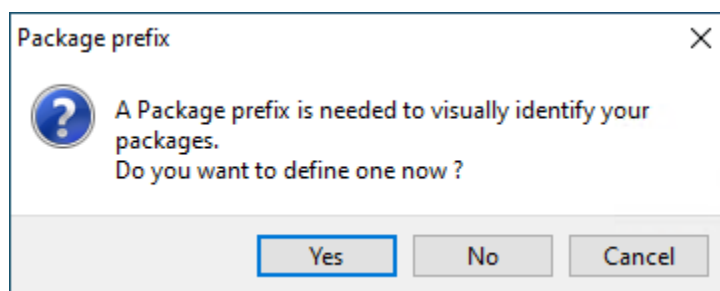 Package prefix
A Package prefix is needed to visually identify your
packages.
Do you want to define one now ?
Yes
No
Cancel